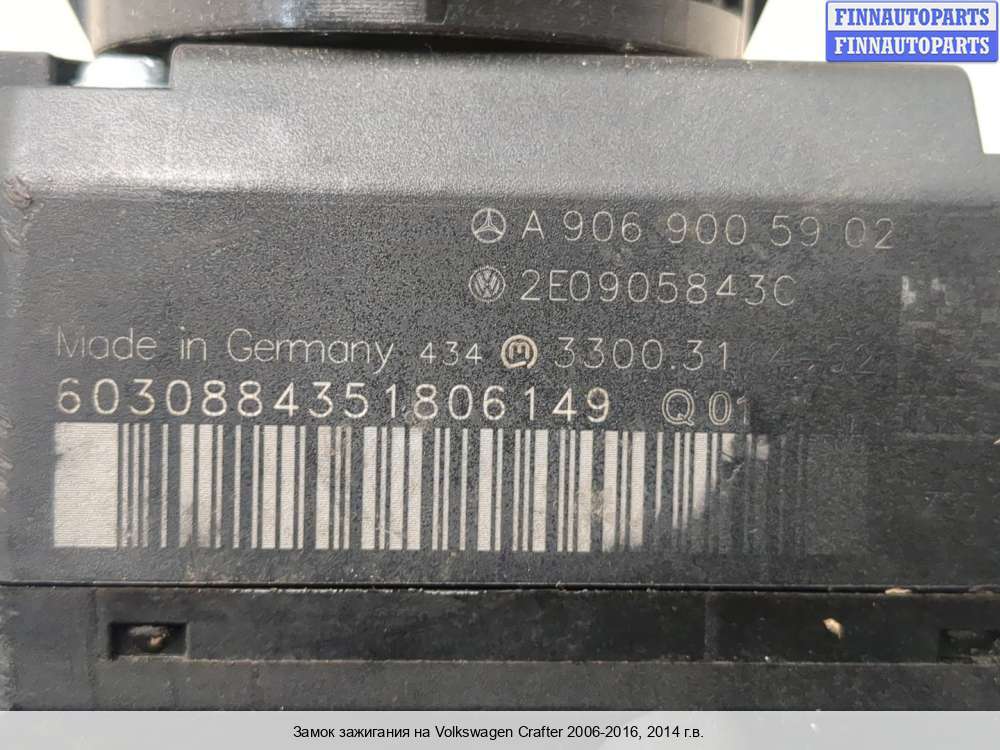 FINNAUTOPARTS
FINNAUTOPARTS
A 906 900 59 02
2E0905843C
Made in Germany 434 3300.31
6030884351806149 Q01
Замок зажигания на Volkswagen Crafter 2006-2016, 2014 г.в.